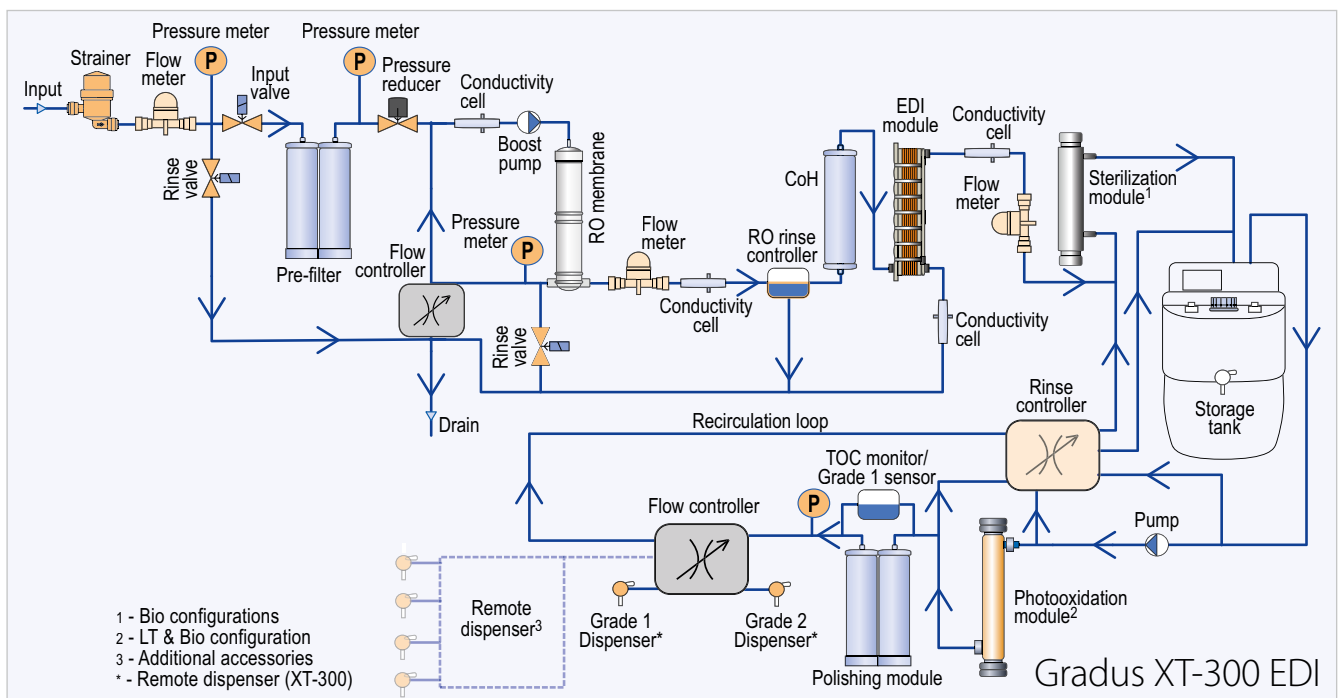 Pressure meter
Pressure meter
Strainer
Flow
meter
Input
Input
valve
Rinse
valve
Pre-filter
Pressure
reducer
Conductivity
cell
Boost
pump
RO membrane
Pressure
meter
Flow
controller
Rinse
valve
Drain
Flow
meter
Conductivity
cell
RO rinse
controller
CoH
EDI
module
Conductivity
cell
Flow
meter
Conductivity
cell
Sterilization
module1
Storage
tank
Rinse
controller
Recirculation loop
TOC monitor/
Grade 1 sensor
Pump
Flow controller
Photooxidation
module2
Polishing module
Grade 1
Dispenser*
Grade 2
Dispenser*
Remote
dispenser3
P
P
P
P
1 - Bio configurations
2 - LT & Bio configuration
3 - Additional accessories
* - Remote dispenser (XT-300)
Gradus XT-300 EDI